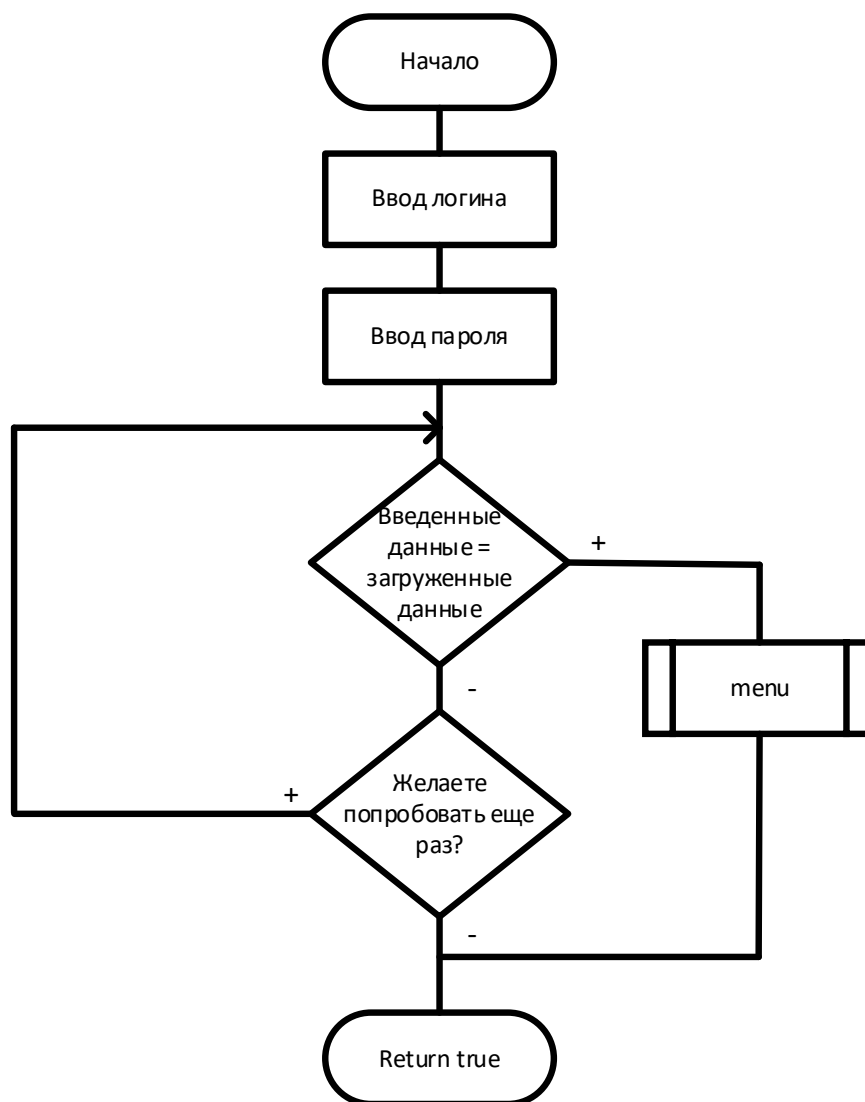 Начало
Ввод логина
Ввод пароля
Введенные
данные =
загруженные
данные
+
menu
-
Желаете
попробовать еще
раз?
+
-
Return true